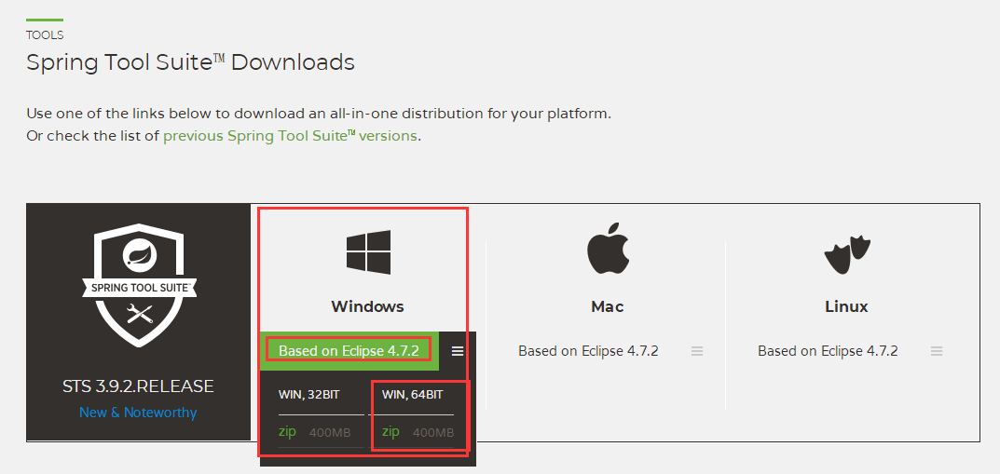 TOOLS
Spring Tool Suite™ Downloads
Use one of the links below to download an all-in-one distribution for your platform.
Or check the list of previous Spring Tool Suite™ versions.
SPRING TOOL SUITE™
STS 3.9.2.RELEASE
New & Noteworthy
Windows
Based on Eclipse 4.7.2
WIN, 32BIT
zip 400MB
WIN, 64BIT
zip 400MB
Mac
Based on Eclipse 4.7.2
Linux
Based on Eclipse 4.7.2